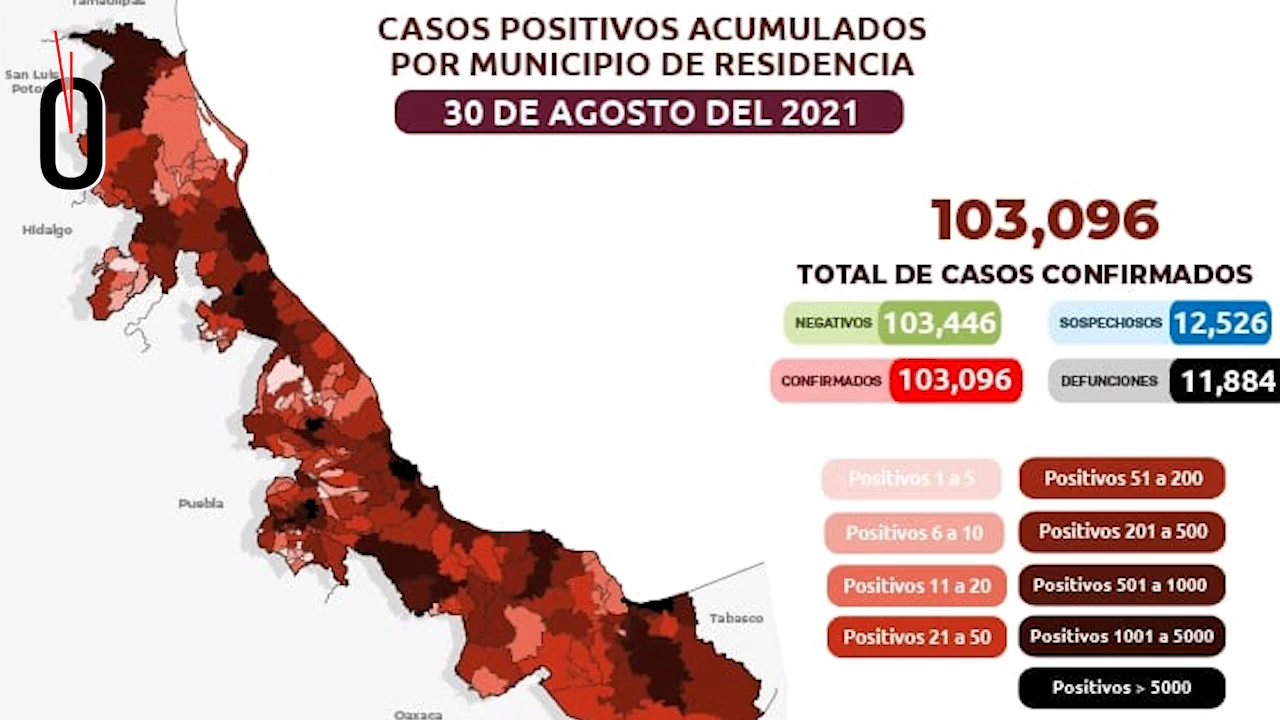 Tamaulipas
CASOS POSITIVOS ACUMULADOS
POR MUNICIPIO DE RESIDENCIA
30 DE AGOSTO DEL 2021
San Luis
0
Hidalgo
103,096
TOTAL DE CASOS CONFIRMADOS
NEGATIVOS 103,446
SOSPECHOSOS 12,526
CONFIRMADOS 103,096
DEFUNCIONES 11,884
Puebla
Positivos 1 a 5
Positivos 51 a 200
Positivos 6 a 10
Positivos 201 a 500
Positivos 11 a 20
Positivos 501 a 1000
Positivos 21 a 50
Positivos 1001 a 5000
Positivos > 5000
Tabasco
Oaxaca